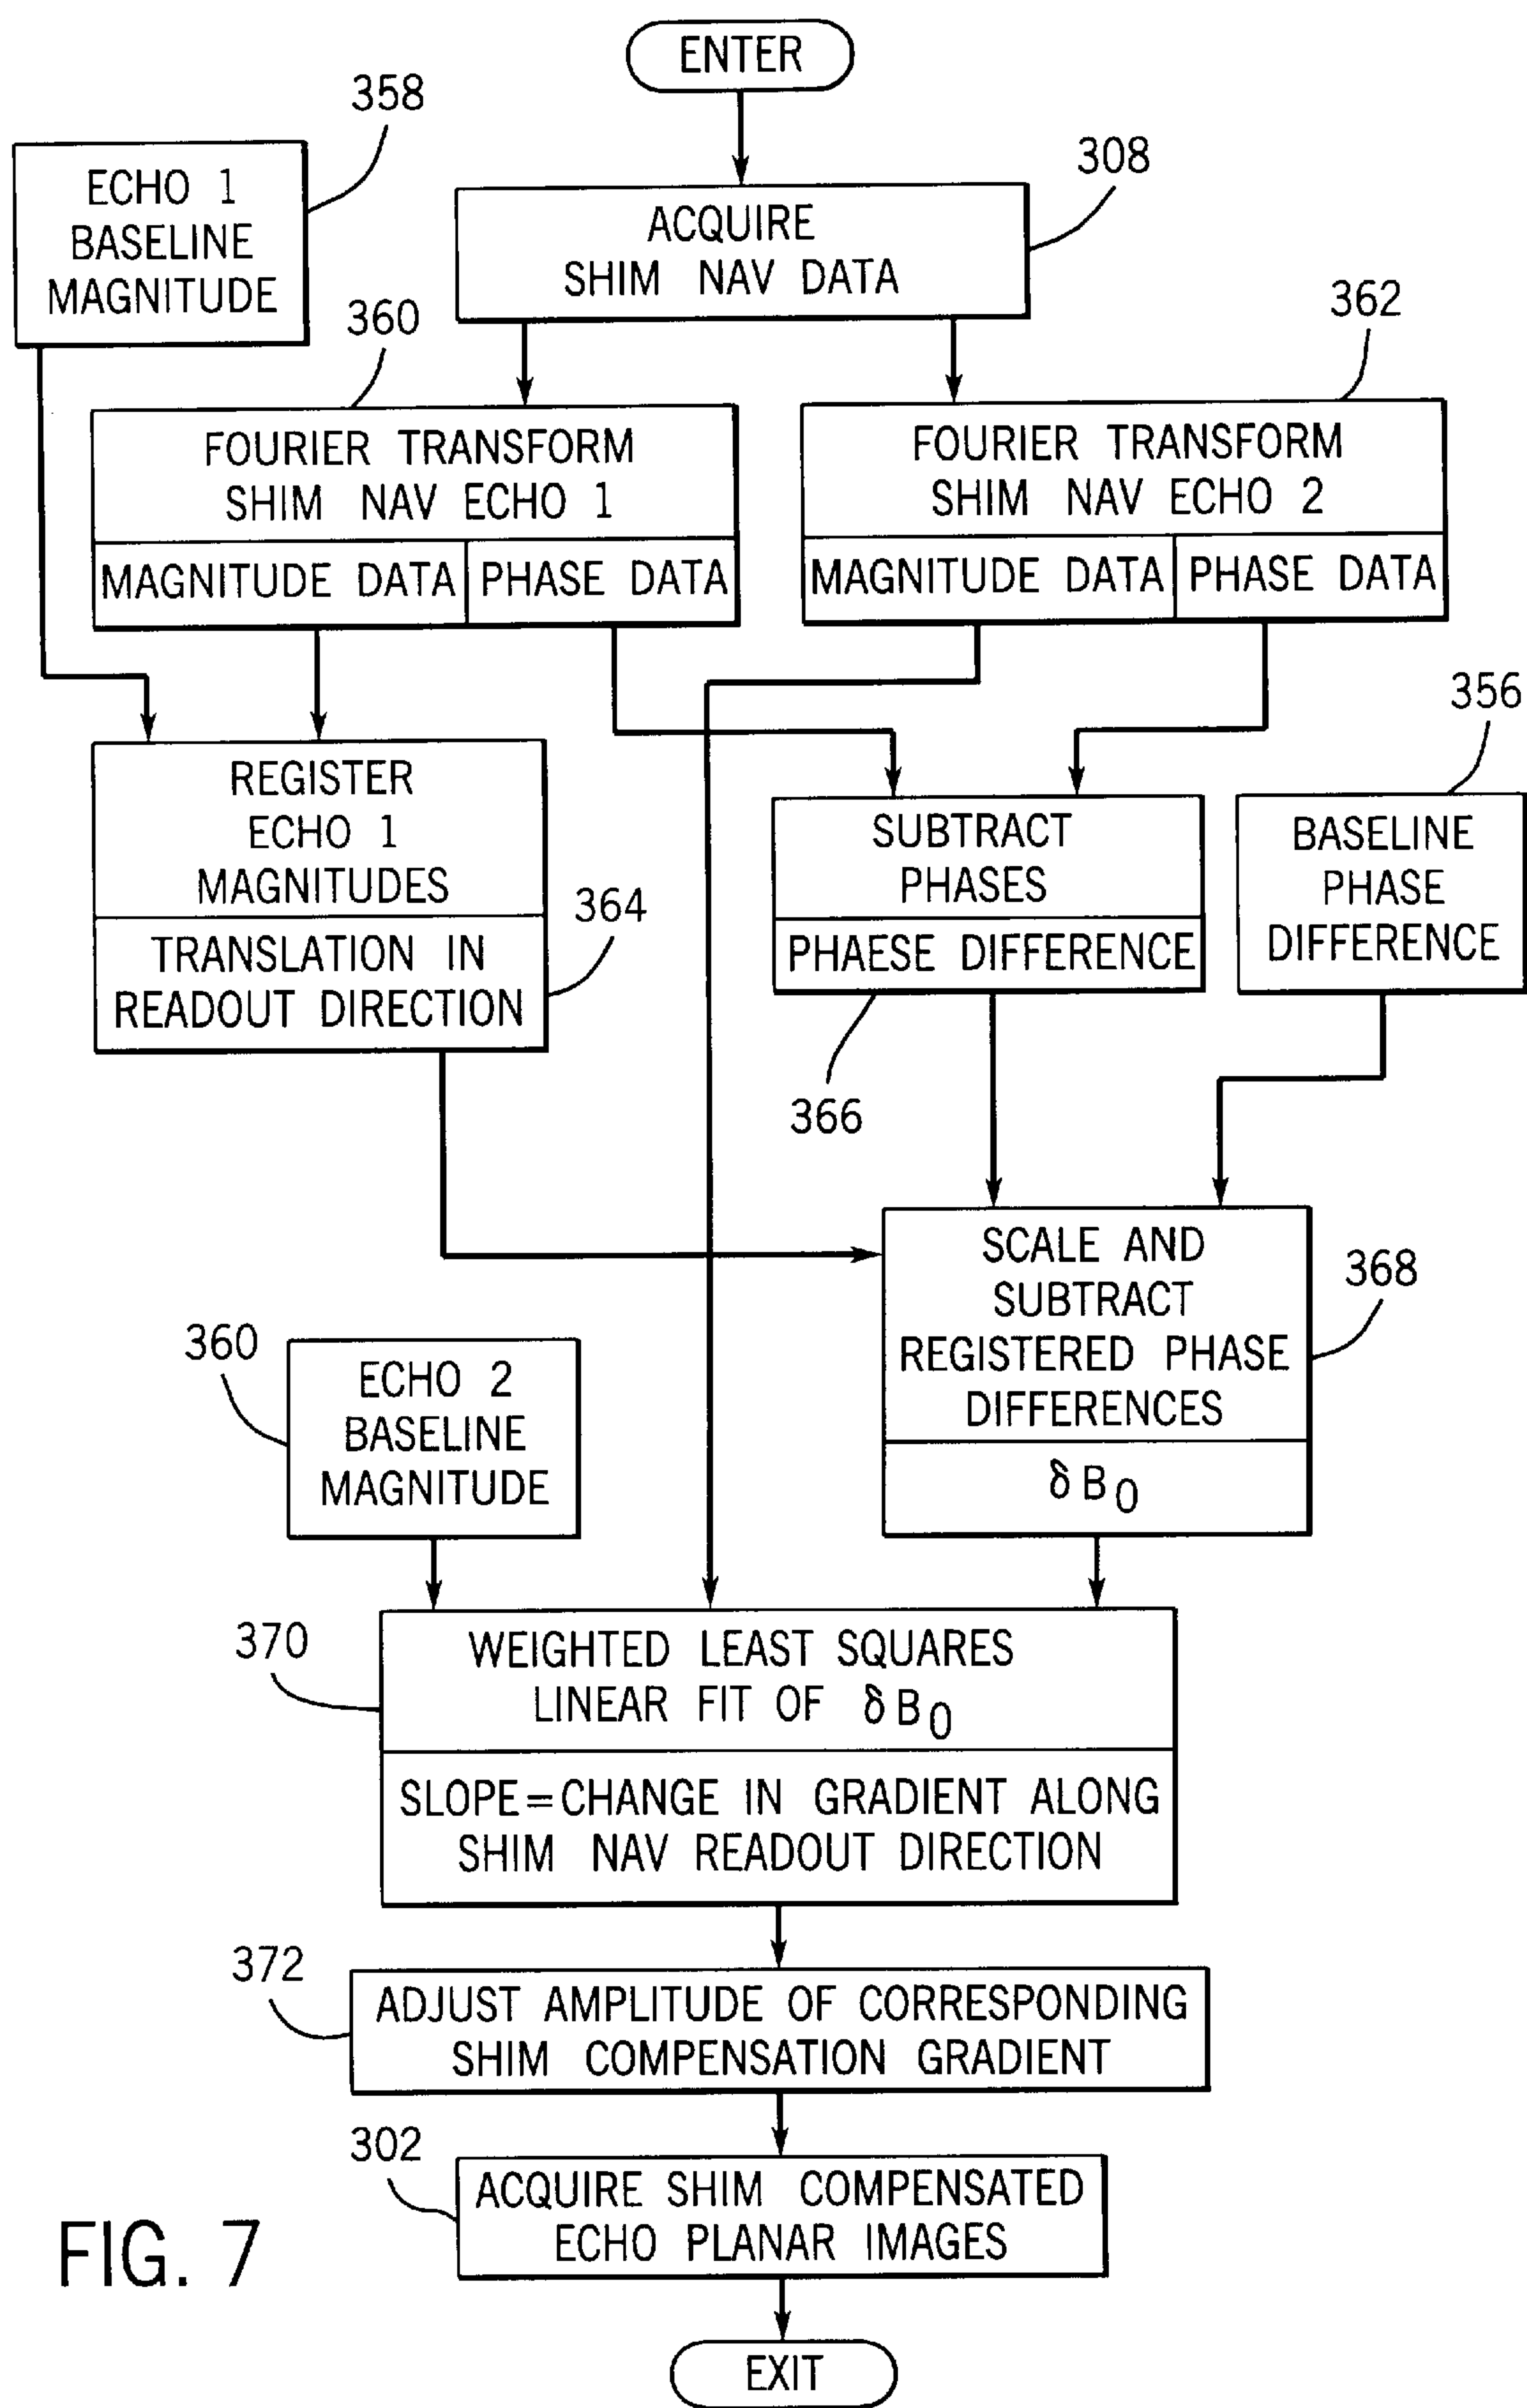 ENTER
358
308
ECHO 1
BASELINE
MAGNITUDE
ACQUIRE
SHIM NAV DATA
360
362
FOURIER TRANSFORM
SHIM NAV ECHO 1
MAGNITUDE DATA
PHASE DATA
FOURIER TRANSFORM
SHIM NAV ECHO 2
MAGNITUDE DATA
PHASE DATA
356
REGISTER
ECHO 1
MAGNITUDES
TRANSLATION IN
READOUT DIRECTION
364
SUBTRACT
PHASES
PHAESE DIFFERENCE
366
BASELINE
PHASE
DIFFERENCE
SCALE AND
SUBTRACT
REGISTERED PHASE
DIFFERENCES
δ B0
368
360
ECHO 2
BASELINE
MAGNITUDE
370
WEIGHTED LEAST SQUARES
LINEAR FIT OF δ B0
SLOPE=CHANGE IN GRADIENT ALONG
SHIM NAV READOUT DIRECTION
372
ADJUST AMPLITUDE OF CORRESPONDING
SHIM COMPENSATION GRADIENT
302
ACQUIRE SHIM COMPENSATED
ECHO PLANAR IMAGES
FIG. 7
EXIT